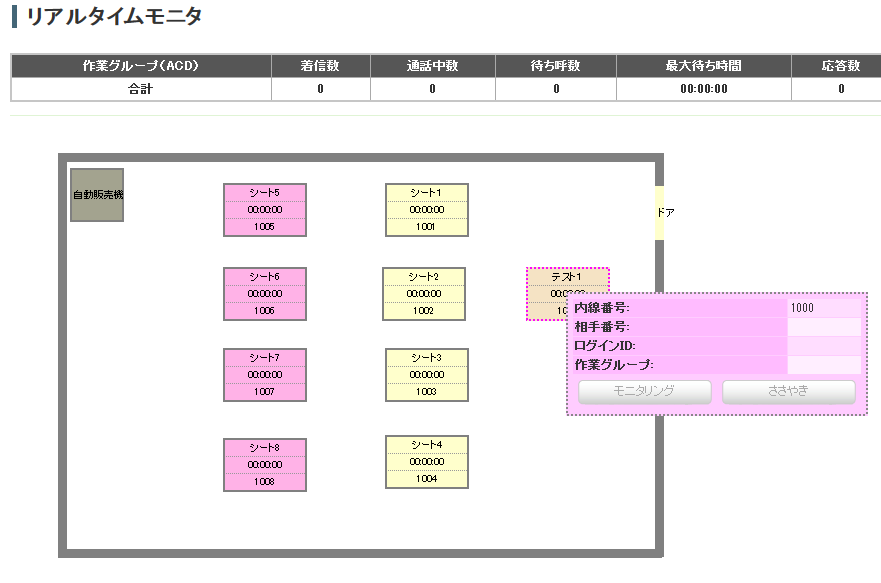 リアルタイムモニタ
作業グループ(ACD) 着信数 通話中数 待ち呼数 最大待ち時間 応答数
合計 0 0 0 00:00:00 0
自動販売機
シート5
00:00:00
1005
シート1
00:00:00
1001
ドア
シート6
00:00:00
1006
シート2
00:00:00
1002
テスト1
内線番号: 1000
相手番号:
ログインID:
作業グループ:
モニタリング ささやき
シート7
00:00:00
1007
シート3
00:00:00
1003
シート8
00:00:00
1008
シート4
00:00:00
1004